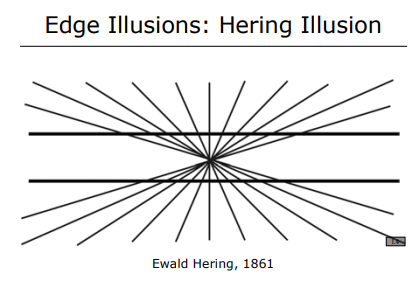 Edge Illusions: Hering Illusion
Ewald Hering, 1861